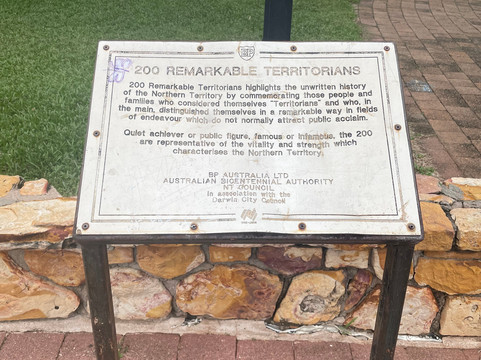 200 REMARKABLE TERRITORIANS
200 Remarkable Territorians highlights the unwritten history
of the Northern Territory by commemorating those people and
families who considered themselves "Territorians" and who, in
the main, distinguished themselves in a remarkable way in fields
of endeavour which do not normally attract public acclaim.
Quiet achiever or public figure, famous or infamous, the 200
are representative of the vitality and strength which
characterises the Northern Territory.
BP AUSTRALIA LTD
AUSTRALIAN BICENTENNIAL AUTHORITY
NT COUNCIL
in association with the
Darwin City Council